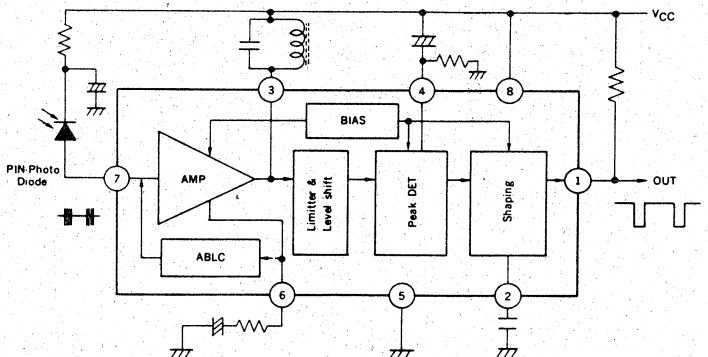 VCC
3
4
8
BIAS
PIN-Photo
Diode
7
AMP
Limitter &
Level shift
Peak DET
Shaping
1
OUT
ABLC
6
5
2